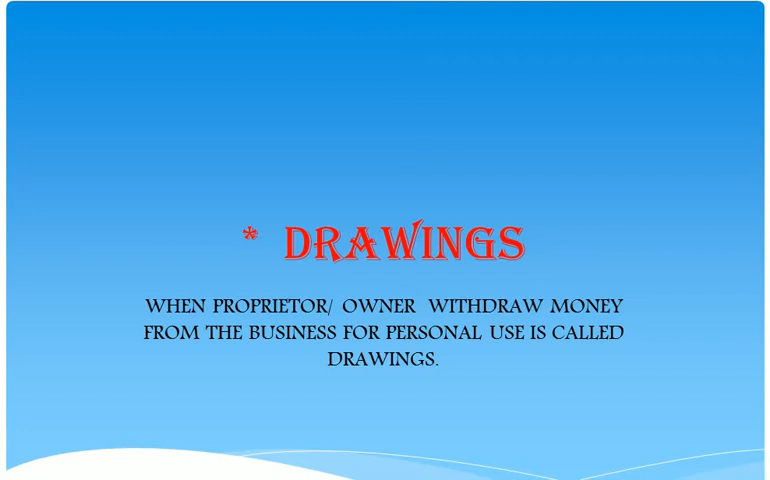 * DRAWINGS
WHEN PROPRIETOR/ OWNER WITHDRAW MONEY
FROM THE BUSINESS FOR PERSONAL USE IS CALLED
DRAWINGS.